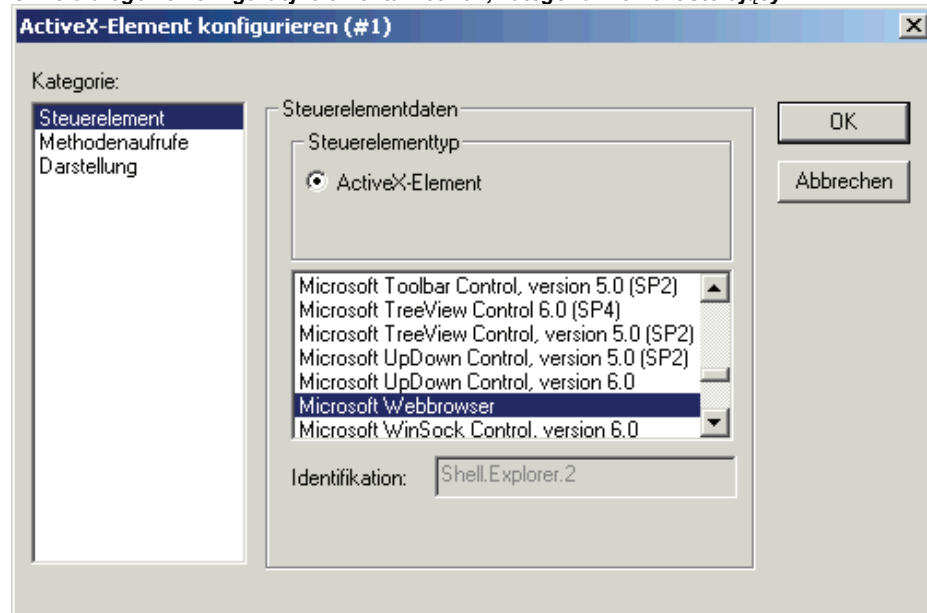 ActiveX-Element konfigurieren (#1)
Kategorie:
Steuerelement
Methodenaufrufe
Darstellung
Steuerelementdaten
Steuerelementtyp
ActiveX-Element
Microsoft Toolbar Control, version 5.0 (SP2)
Microsoft TreeView Control 6.0 (SP4)
Microsoft TreeView Control, version 5.0 (SP2)
Microsoft UpDown Control, version 5.0 (SP2)
Microsoft UpDown Control, version 6.0
Microsoft Webbrowser
Microsoft WinSock Control, version 6.0
Identifikation:
Shell.Explorer.2
OK
Abbrechen